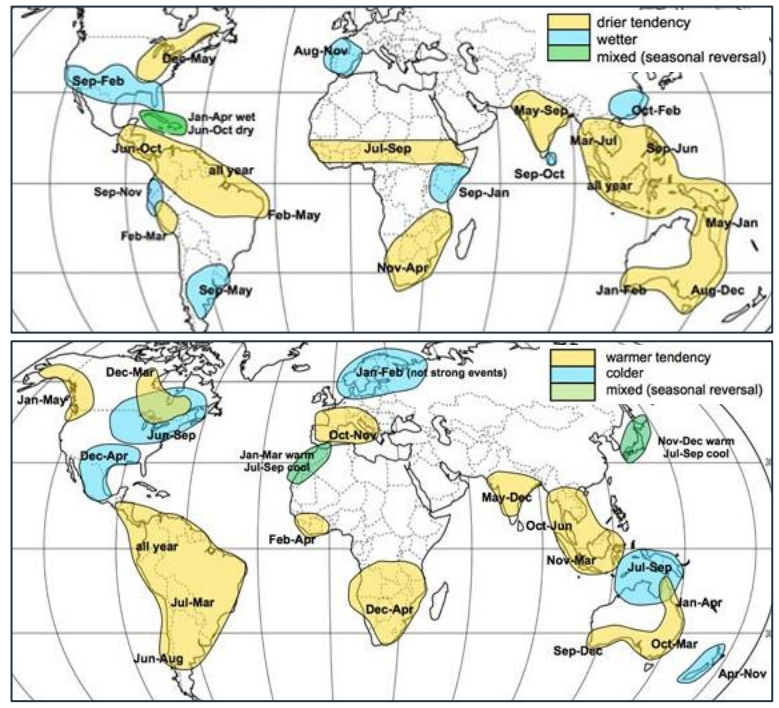 drier tendency
wetter
mixed (seasonal reversal)
Dec-May
Aug-Nov
Sep-Feb
Jan-Apr wet
Jun-Oct dry
May-Sep
Oct-Feb
Jun-Oct
Jul-Sep
Mar-Jul
Sep-Jun
all year
Sep-Oct
all year
Sep-Nov
Sep-Jan
Feb-May
May-Jan
Feb-Mar
Nov-Apr
Sep-May
Jan-Feb
Aug-Dec
warmer tendency
colder
mixed (seasonal reversal)
Dec-Mar
Jan-Feb (not strong events)
Jan-May
Jun-Sep
Oct-Nov
Nov-Dec warm
Jul-Sep cool
Dec-Apr
Jan-Mar warm
Jul-Sep cool
May-Dec
Oct-Jun
Feb-Apr
all year
Nov-Mar
Jul-Sep
Jul-Mar
Dec-Apr
Jan-Apr
Sep-Dec
Oct-Mar
Jun-Aug
Apr-Nov